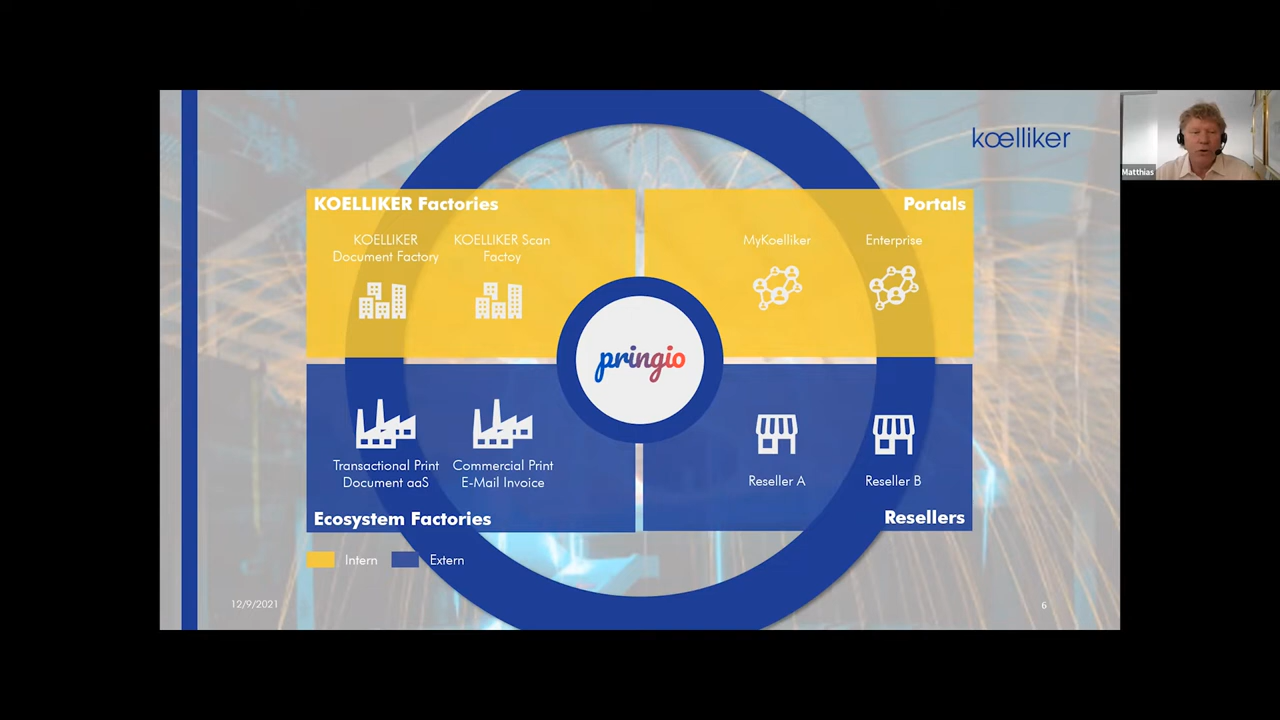 koelliker
Matthias
KOELLIKER Factories
Portals
KOELLIKER
Document Factory
KOELLIKER Scan
Factoy
MyKoelliker
Enterprise
pringio
Transactional Print
Document aaS
Commercial Print
E-Mail Invoice
Reseller A
Reseller B
Ecosystem Factories
Resellers
Intern
Extern
12/9/2021
6